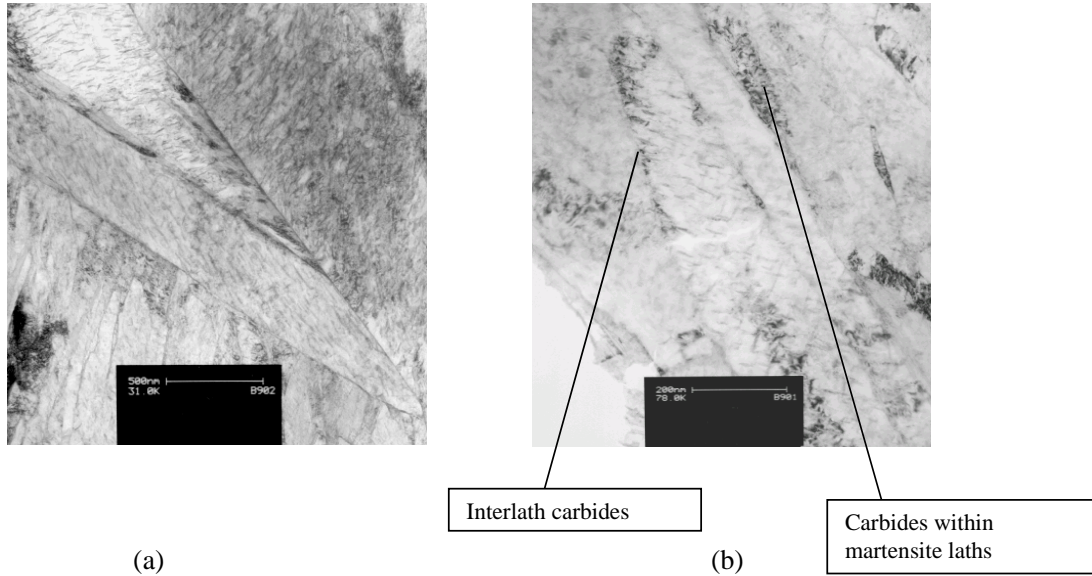 500nm
31.0K B902
200nm
78.0K B901
Interlath carbides
Carbides within
martensite laths
(a) (b)